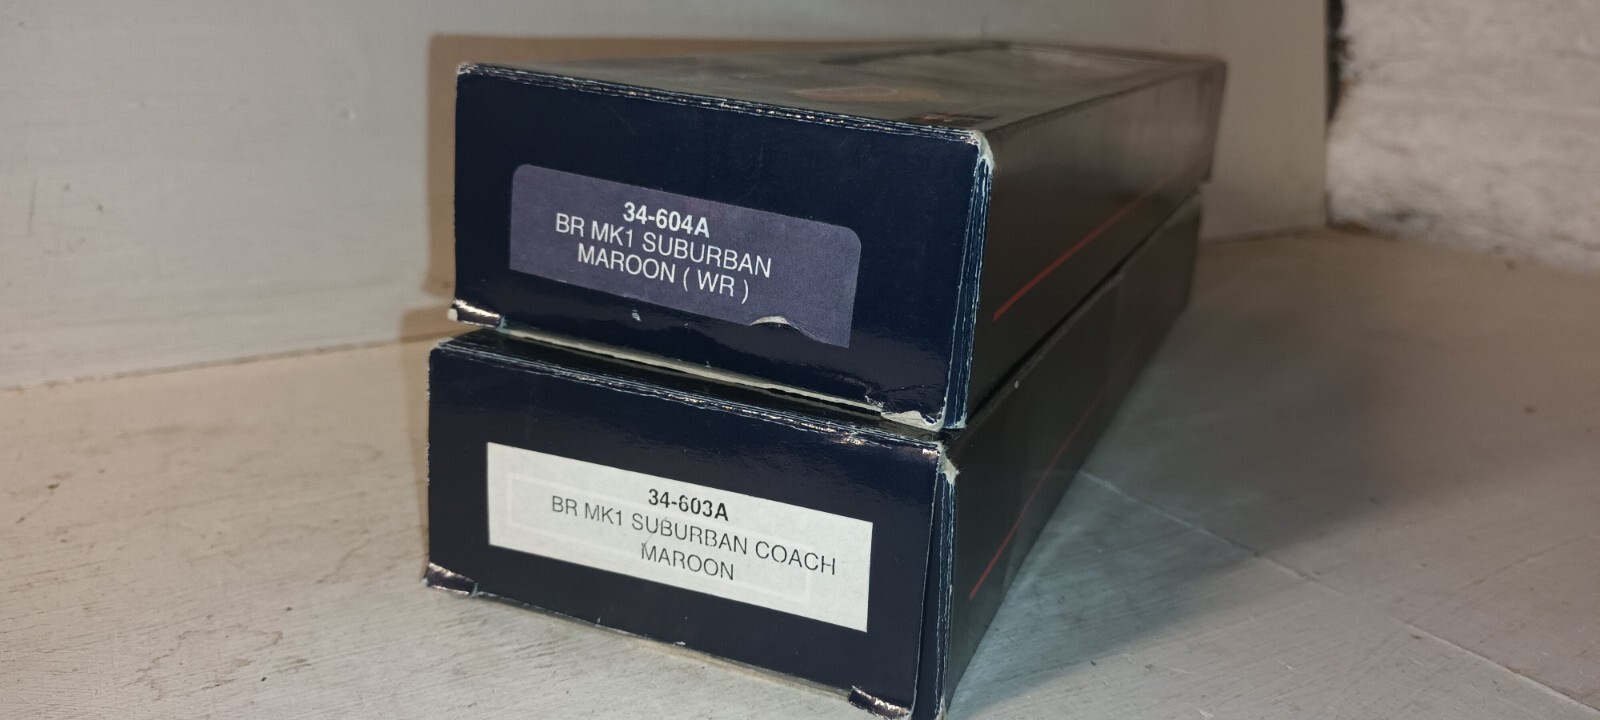 34-604A
BR MK1 SUBURBAN
MAROON ( WR )
34-603A
BR MK1 SUBURBAN COACH
MAROON